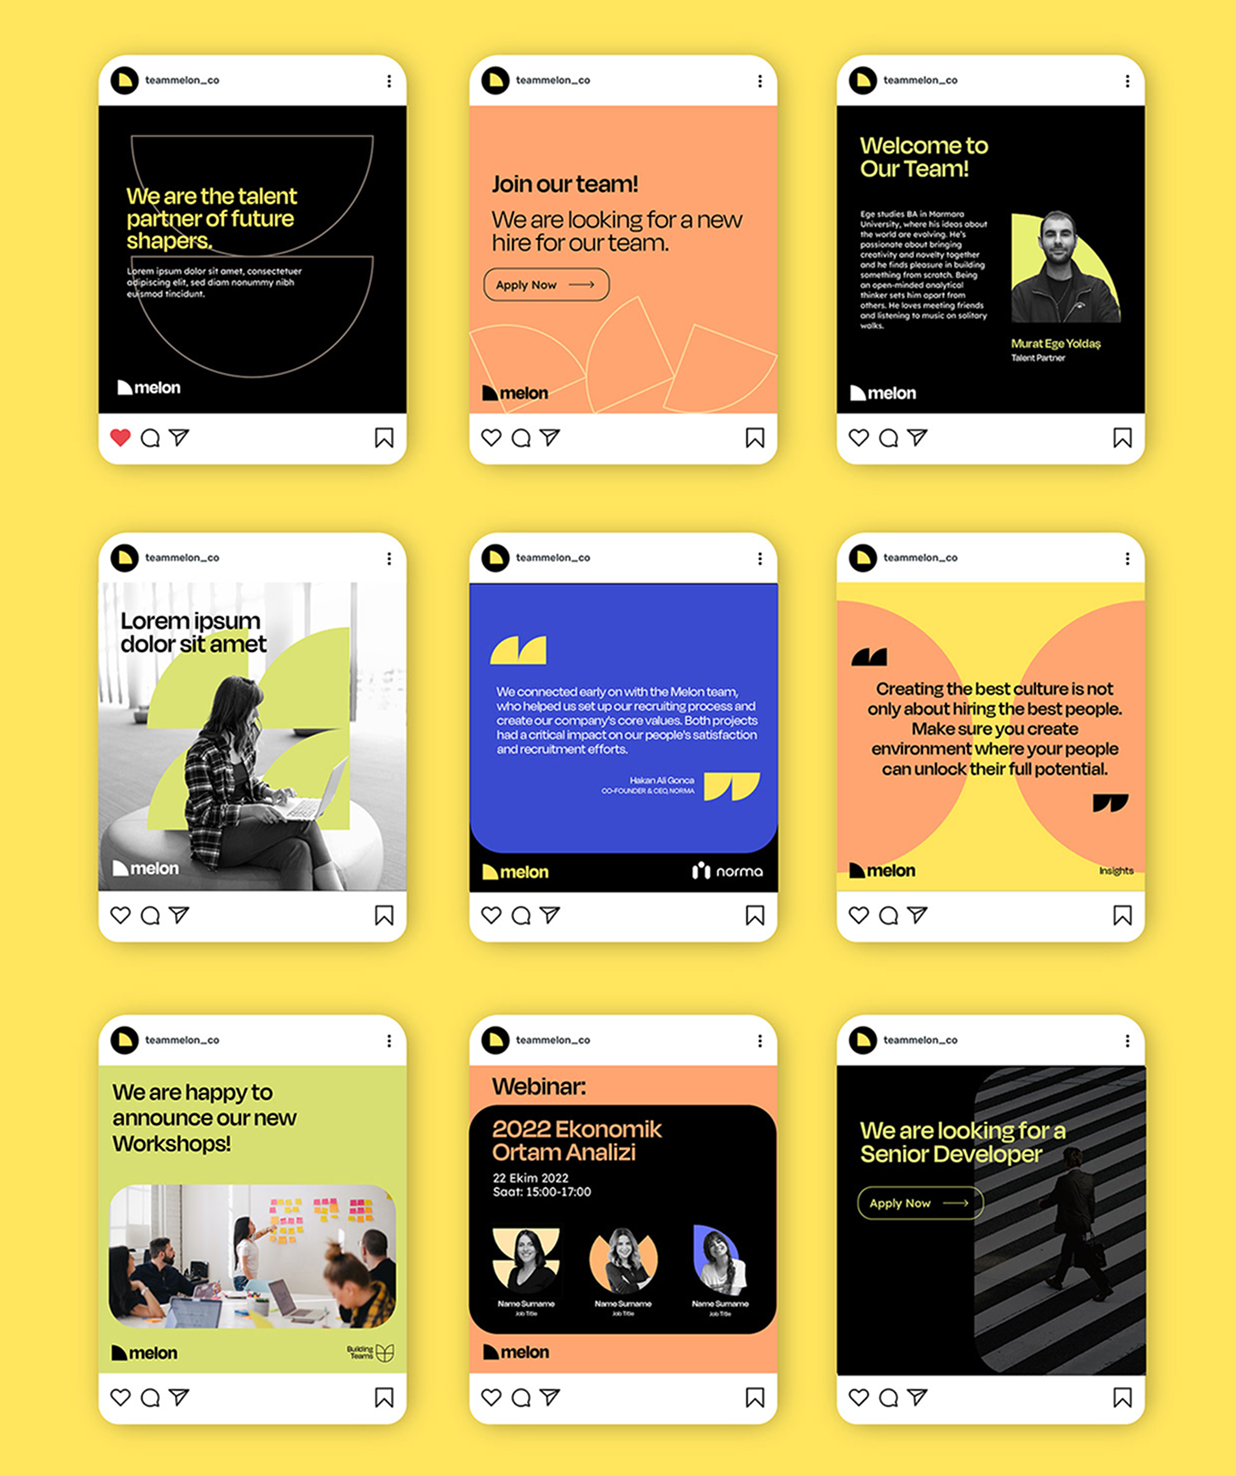 teammelon_co
We are the talent
partner of future
shapers.
Lorem ipsum dolor sit amet, consectetuer
adipiscing elit, sed diam nonummy nibh
euismod tincidunt.
melon
teammelon_co
Join our team!
We are looking for a new
hire for our team.
Apply Now
melon
teammelon_co
Welcome to
Our Team!
Ege studies BA in Marmara
University, where his ideas about
the world are evolving. He's
passionate about bringing
creativity and novelty together
and he finds pleasure in building
something from scratch. Being
an open-minded analytical
thinker sets him apart from
others. He loves meeting friends
and listening to music on solitary
walks.
Murat Ege Yoldaş
Talent Partner
melon
teammelon_co
Lorem ipsum
dolor sit amet
melon
teammelon_co
We connected early on with the Melon team,
who helped us set up our recruiting process and
create our company's core values. Both projects
had a critical impact on our people's satisfaction
and recruitment efforts.
Hakan Ali Gonca
CO-FOUNDER & CEO, NORMA
melon
norma
teammelon_co
Creating the best culture is not
only about hiring the best people.
Make sure you create
environment where your people
can unlock their full potential.
melon
Insights
teammelon_co
We are happy to
announce our new
Workshops!
melon
Building
Teams
teammelon_co
Webinar:
2022 Ekonomik
Ortam Analizi
22 Ekim 2022
Saat: 15:00-17:00
Name Surname
Job Title
Name Surname
Job Title
Name Surname
Job Title
melon
teammelon_co
We are looking for a
Senior Developer
Apply Now